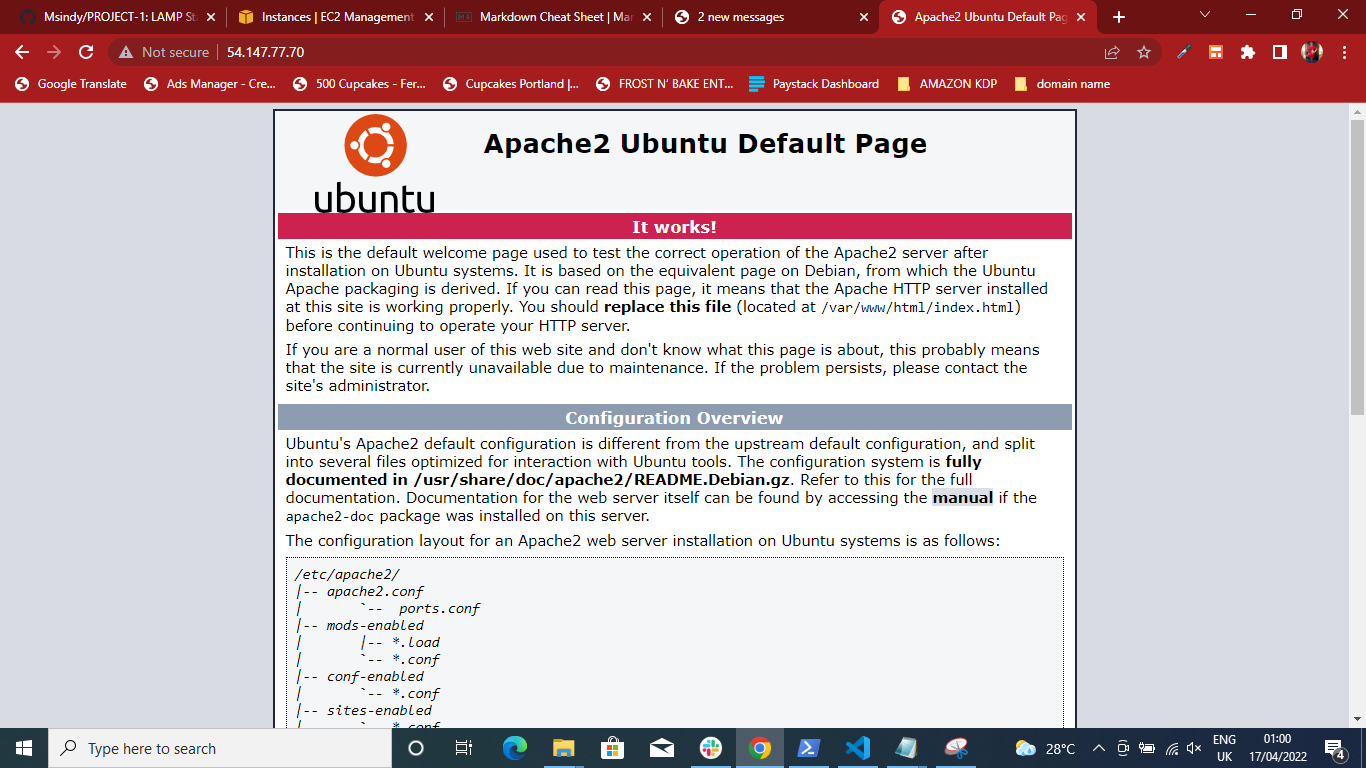 Msindy/PROJECT-1: LAMP St
Instances | EC2 Management
Markdown Cheat Sheet | Mar
2 new messages
Apache2 Ubuntu Default Pag
Not secure | 54.147.77.70
Google Translate
Ads Manager - Cre...
500 Cupcakes - Fer...
Cupcakes Portland |...
FROST N' BAKE ENT...
Paystack Dashboard
AMAZON KDP
domain name
ubuntu
Apache2 Ubuntu Default Page
It works!
This is the default welcome page used to test the correct operation of the Apache2 server after
installation on Ubuntu systems. It is based on the equivalent page on Debian, from which the Ubuntu
Apache packaging is derived. If you can read this page, it means that the Apache HTTP server installed
at this site is working properly. You should replace this file (located at /var/www/html/index.html)
before continuing to operate your HTTP server.
If you are a normal user of this web site and don't know what this page is about, this probably means
that the site is currently unavailable due to maintenance. If the problem persists, please contact the
site's administrator.
Configuration Overview
Ubuntu's Apache2 default configuration is different from the upstream default configuration, and split
into several files optimized for interaction with Ubuntu tools. The configuration system is fully
documented in /usr/share/doc/apache2/README.Debian.gz. Refer to this for the full
documentation. Documentation for the web server itself can be found by accessing the manual if the
apache2-doc package was installed on this server.
The configuration layout for an Apache2 web server installation on Ubuntu systems is as follows:
/etc/apache2/
|-- apache2.conf
|       `--  ports.conf
|-- mods-enabled
|       |-- *.load
|       `-- *.conf
|-- conf-enabled
|       `-- *.conf
|-- sites-enabled
|       `-- *.conf
Type here to search
28°C
ENG
UK
01:00
17/04/2022
4